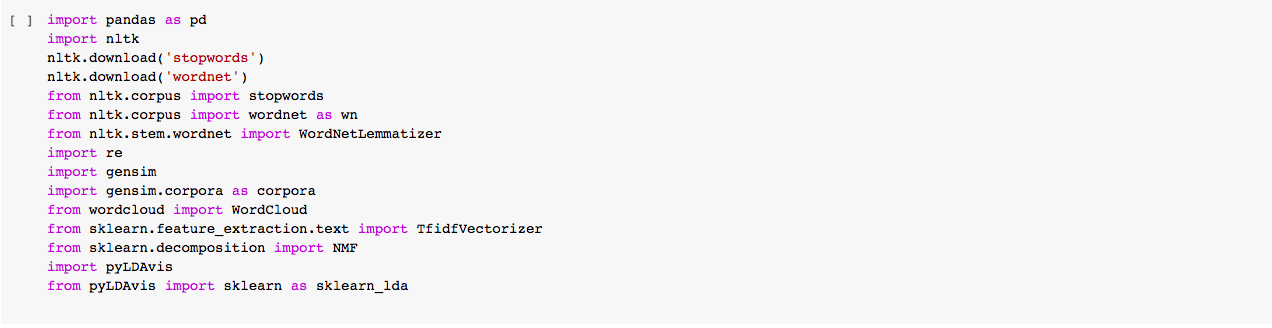 [ ] import pandas as pd
import nltk
nltk.download('stopwords')
nltk.download('wordnet')
from nltk.corpus import stopwords
from nltk.corpus import wordnet as wn
from nltk.stem.wordnet import WordNetLemmatizer
import re
import gensim
import gensim.corpora as corpora
from wordcloud import WordCloud
from sklearn.feature_extraction.text import TfidfVectorizer
from sklearn.decomposition import NMF
import pyLDAvis
from pyLDAvis import sklearn as sklearn_lda